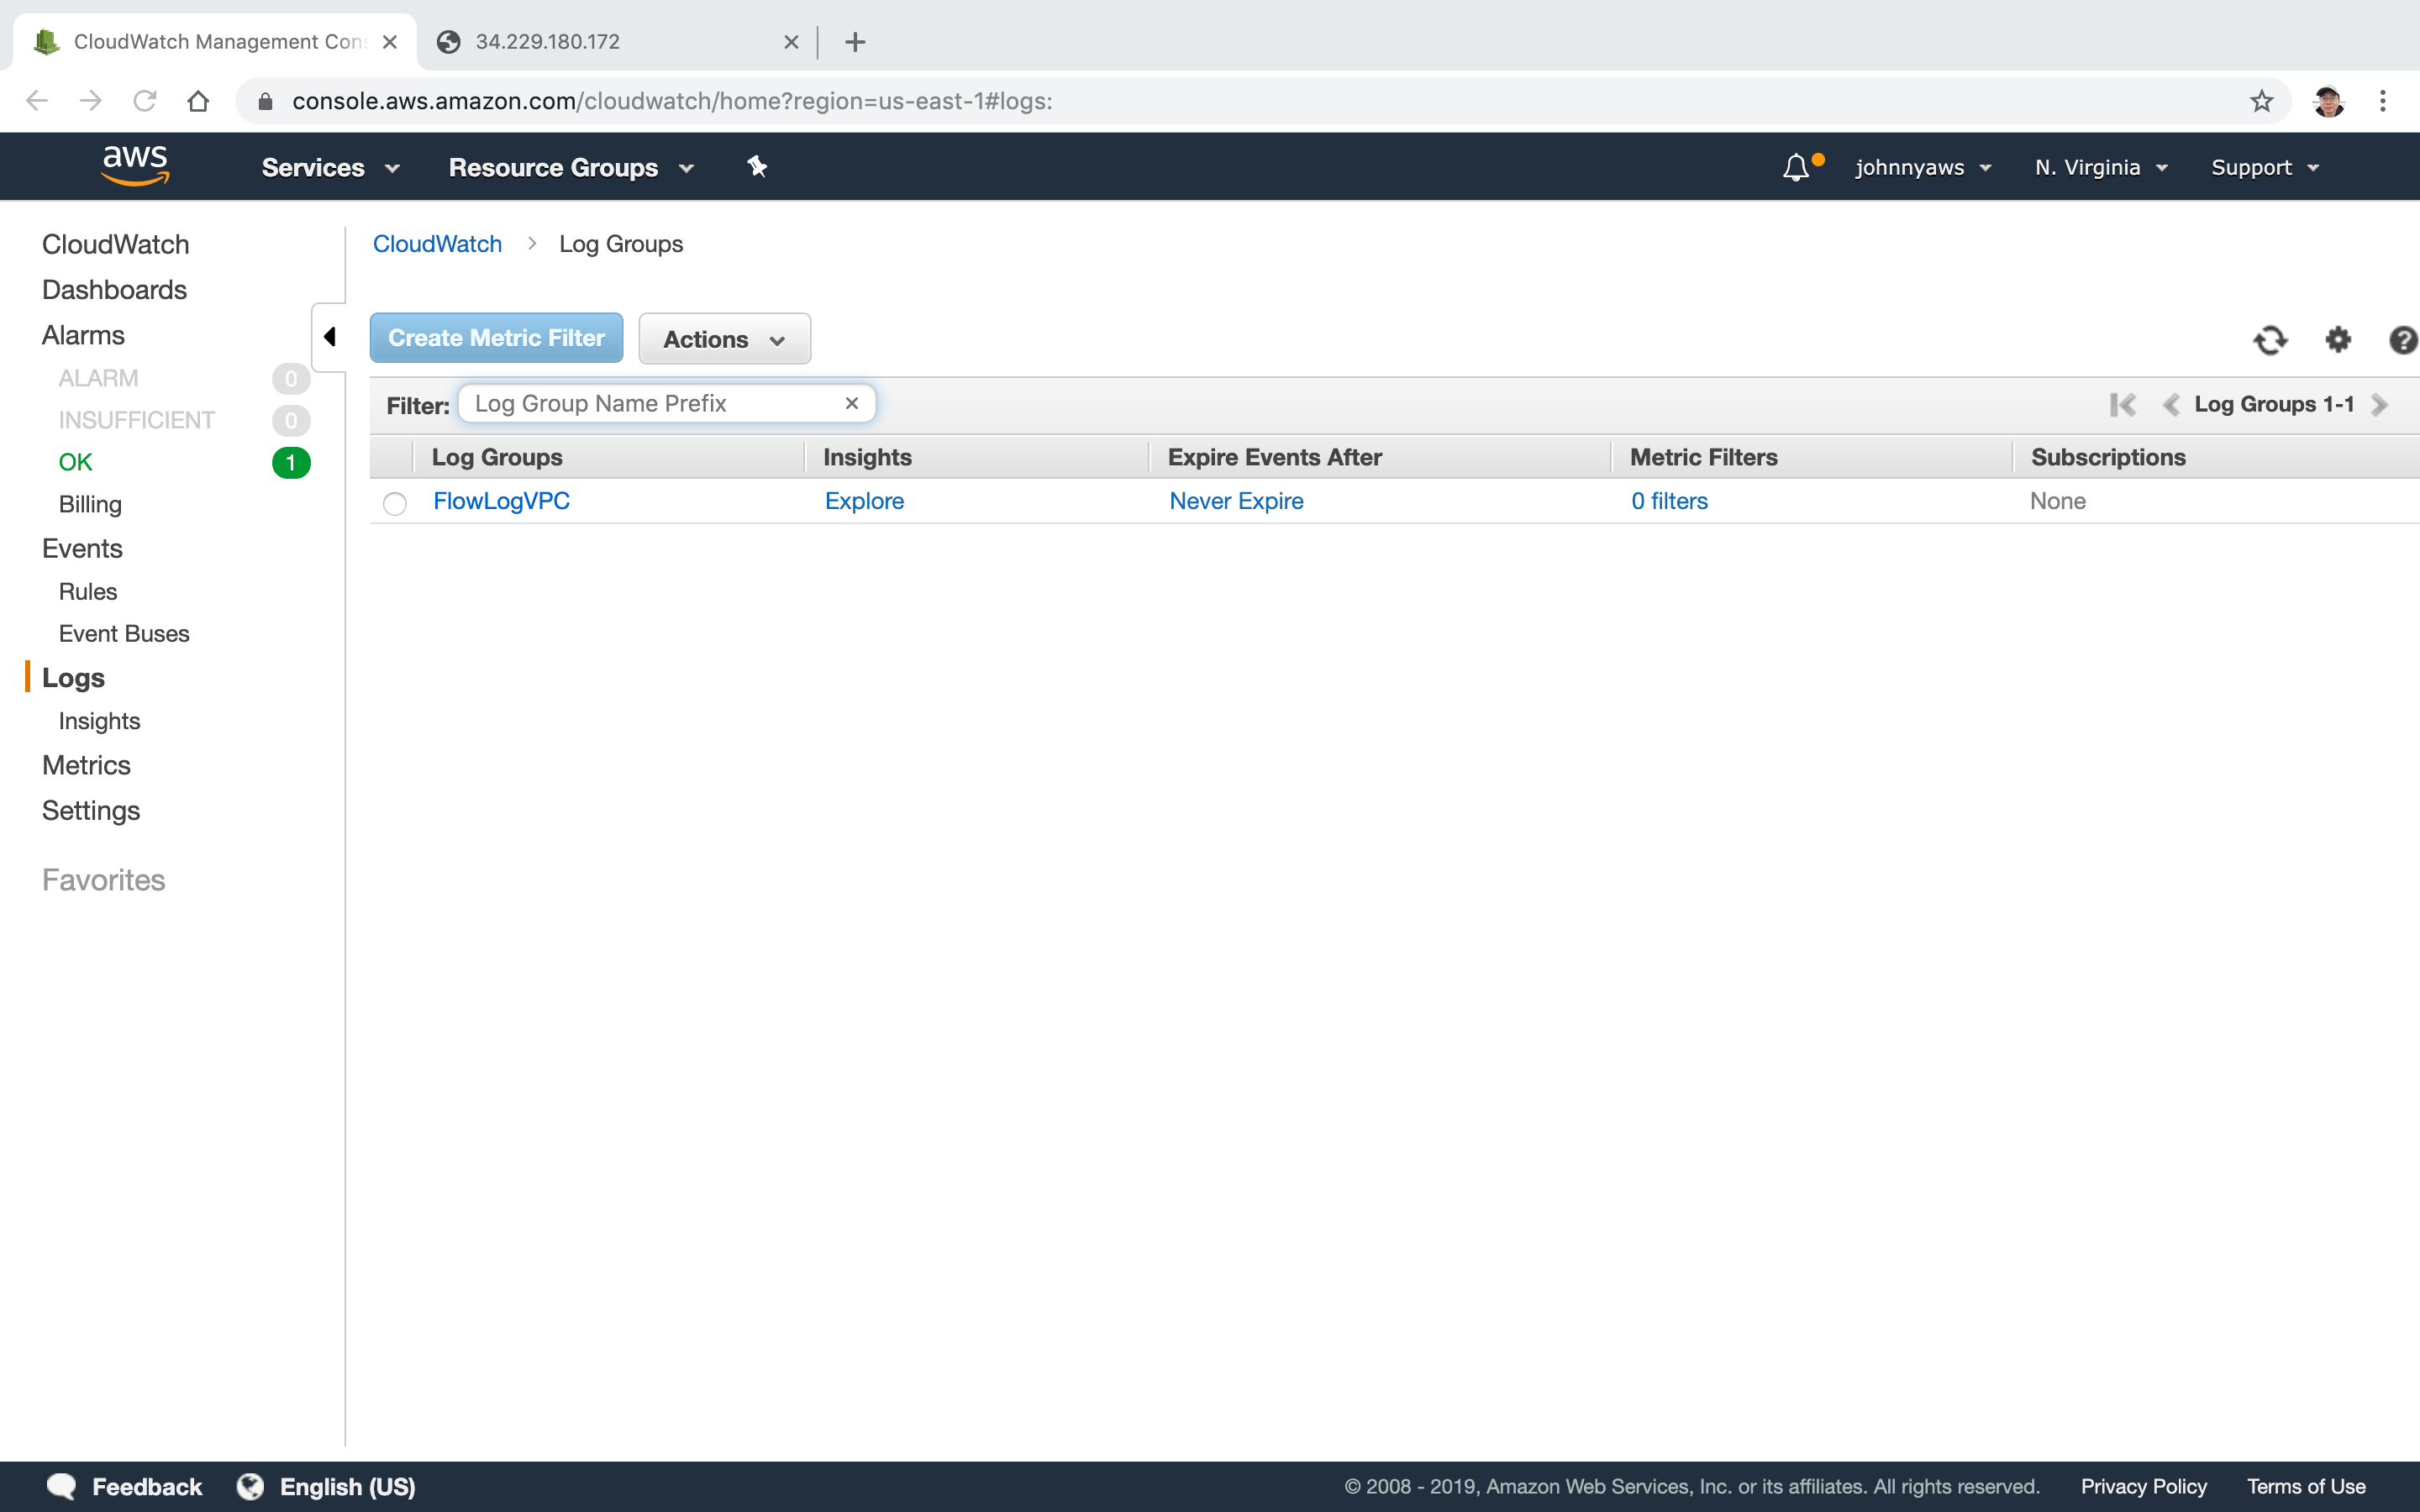 CloudWatch Management Con
34.229.180.172
console.aws.amazon.com/cloudwatch/home?region=us-east-1#logs:
aws
Services
Resource Groups
johnnyaws
N. Virginia
Support
CloudWatch
Dashboards
Alarms
ALARM 0
INSUFFICIENT 0
OK 1
Billing
Events
Rules
Event Buses
Logs
Insights
Metrics
Settings
Favorites
CloudWatch > Log Groups
Create Metric Filter
Actions
Filter: Log Group Name Prefix
Log Groups 1-1
Log Groups Insights Expire Events After Metric Filters Subscriptions
FlowLogVPC Explore Never Expire 0 filters None
Feedback
English (US)
© 2008 - 2019, Amazon Web Services, Inc. or its affiliates. All rights reserved.
Privacy Policy
Terms of Use